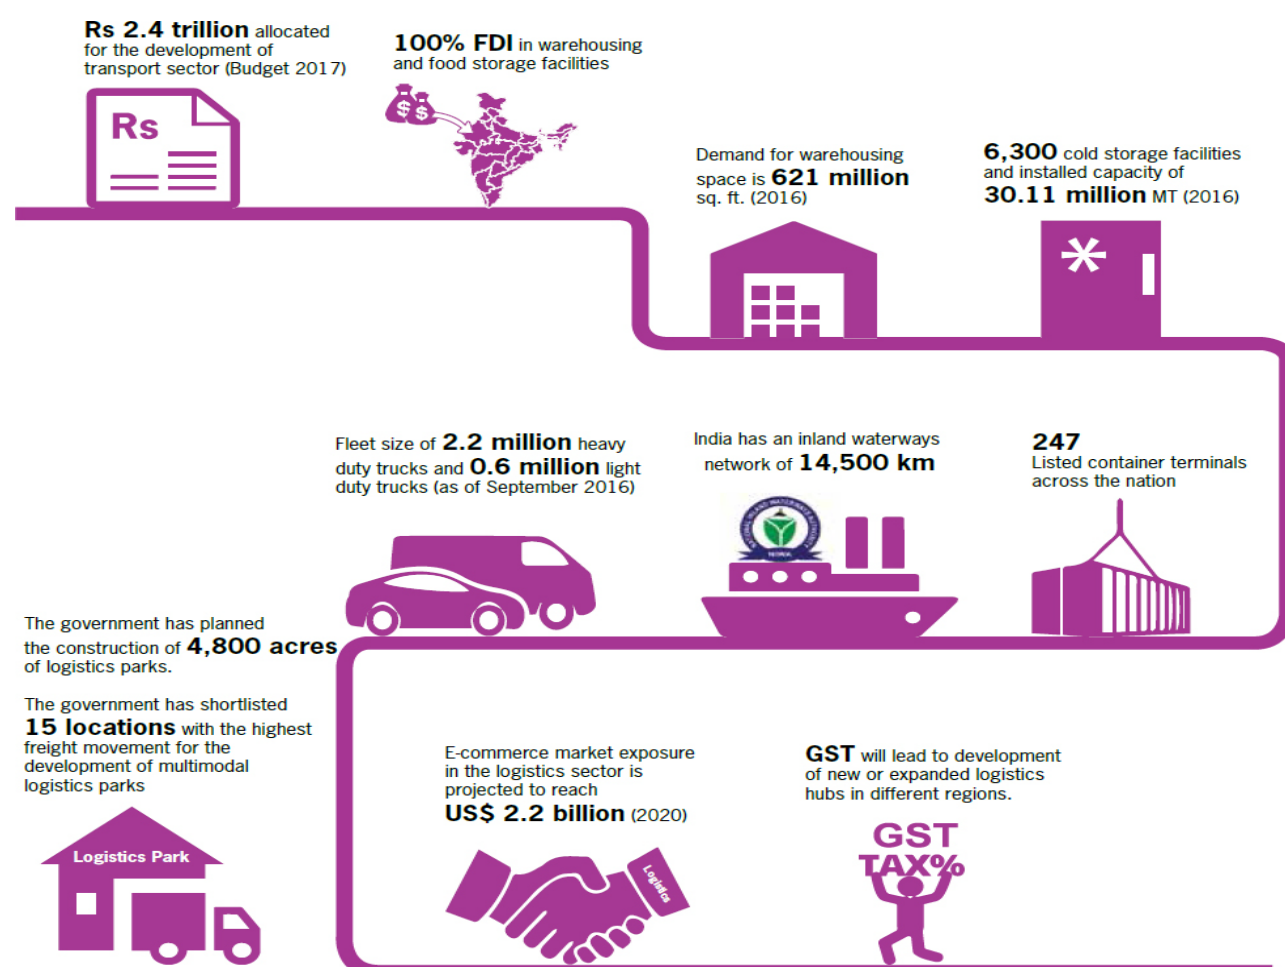 Rs 2.4 trillion allocated
for the development of
transport sector (Budget 2017)
Rs
100% FDI in warehousing
and food storage facilities
$ $
Demand for warehousing
space is 621 million
sq. ft. (2016)
6,300 cold storage facilities
and installed capacity of
30.11 million MT (2016)
*
Fleet size of 2.2 million heavy
duty trucks and 0.6 million light
duty trucks (as of September 2016)
India has an inland waterways
network of 14,500 km
247
Listed container terminals
across the nation
The government has planned
the construction of 4,800 acres
of logistics parks.
The government has shortlisted
15 locations with the highest
freight movement for the
development of multimodal
logistics parks
Logistics Park
E-commerce market exposure
in the logistics sector is
projected to reach
US$ 2.2 billion (2020)
Logistics
GST will lead to development
of new or expanded logistics
hubs in different regions.
GST
TAX%